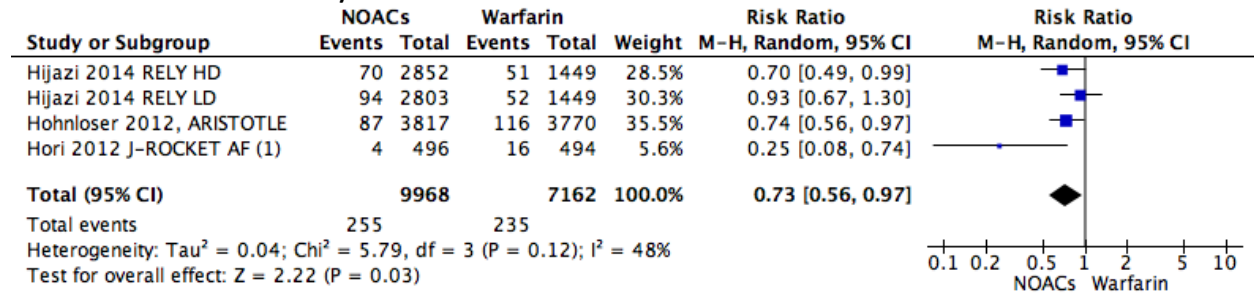 NOACs Warfarin Risk Ratio Risk Ratio
Study or Subgroup Events Total Events Total Weight M-H, Random, 95% CI M-H, Random, 95% CI
Hijazi 2014 RELY HD 70 2852 51 1449 28.5% 0.70 [0.49, 0.99]
Hijazi 2014 RELY LD 94 2803 52 1449 30.3% 0.93 [0.67, 1.30]
Hohnloser 2012, ARISTOTLE 87 3817 116 3770 35.5% 0.74 [0.56, 0.97]
Hori 2012 J-ROCKET AF (1) 4 496 16 494 5.6% 0.25 [0.08, 0.74]
Total (95% CI) 9968 7162 100.0% 0.73 [0.56, 0.97]
Total events 255 235
Heterogeneity: Tau² = 0.04; Chi² = 5.79, df = 3 (P = 0.12); I² = 48%
Test for overall effect: Z = 2.22 (P = 0.03)
0.1 0.2 0.5 1 2 5 10
NOACs Warfarin